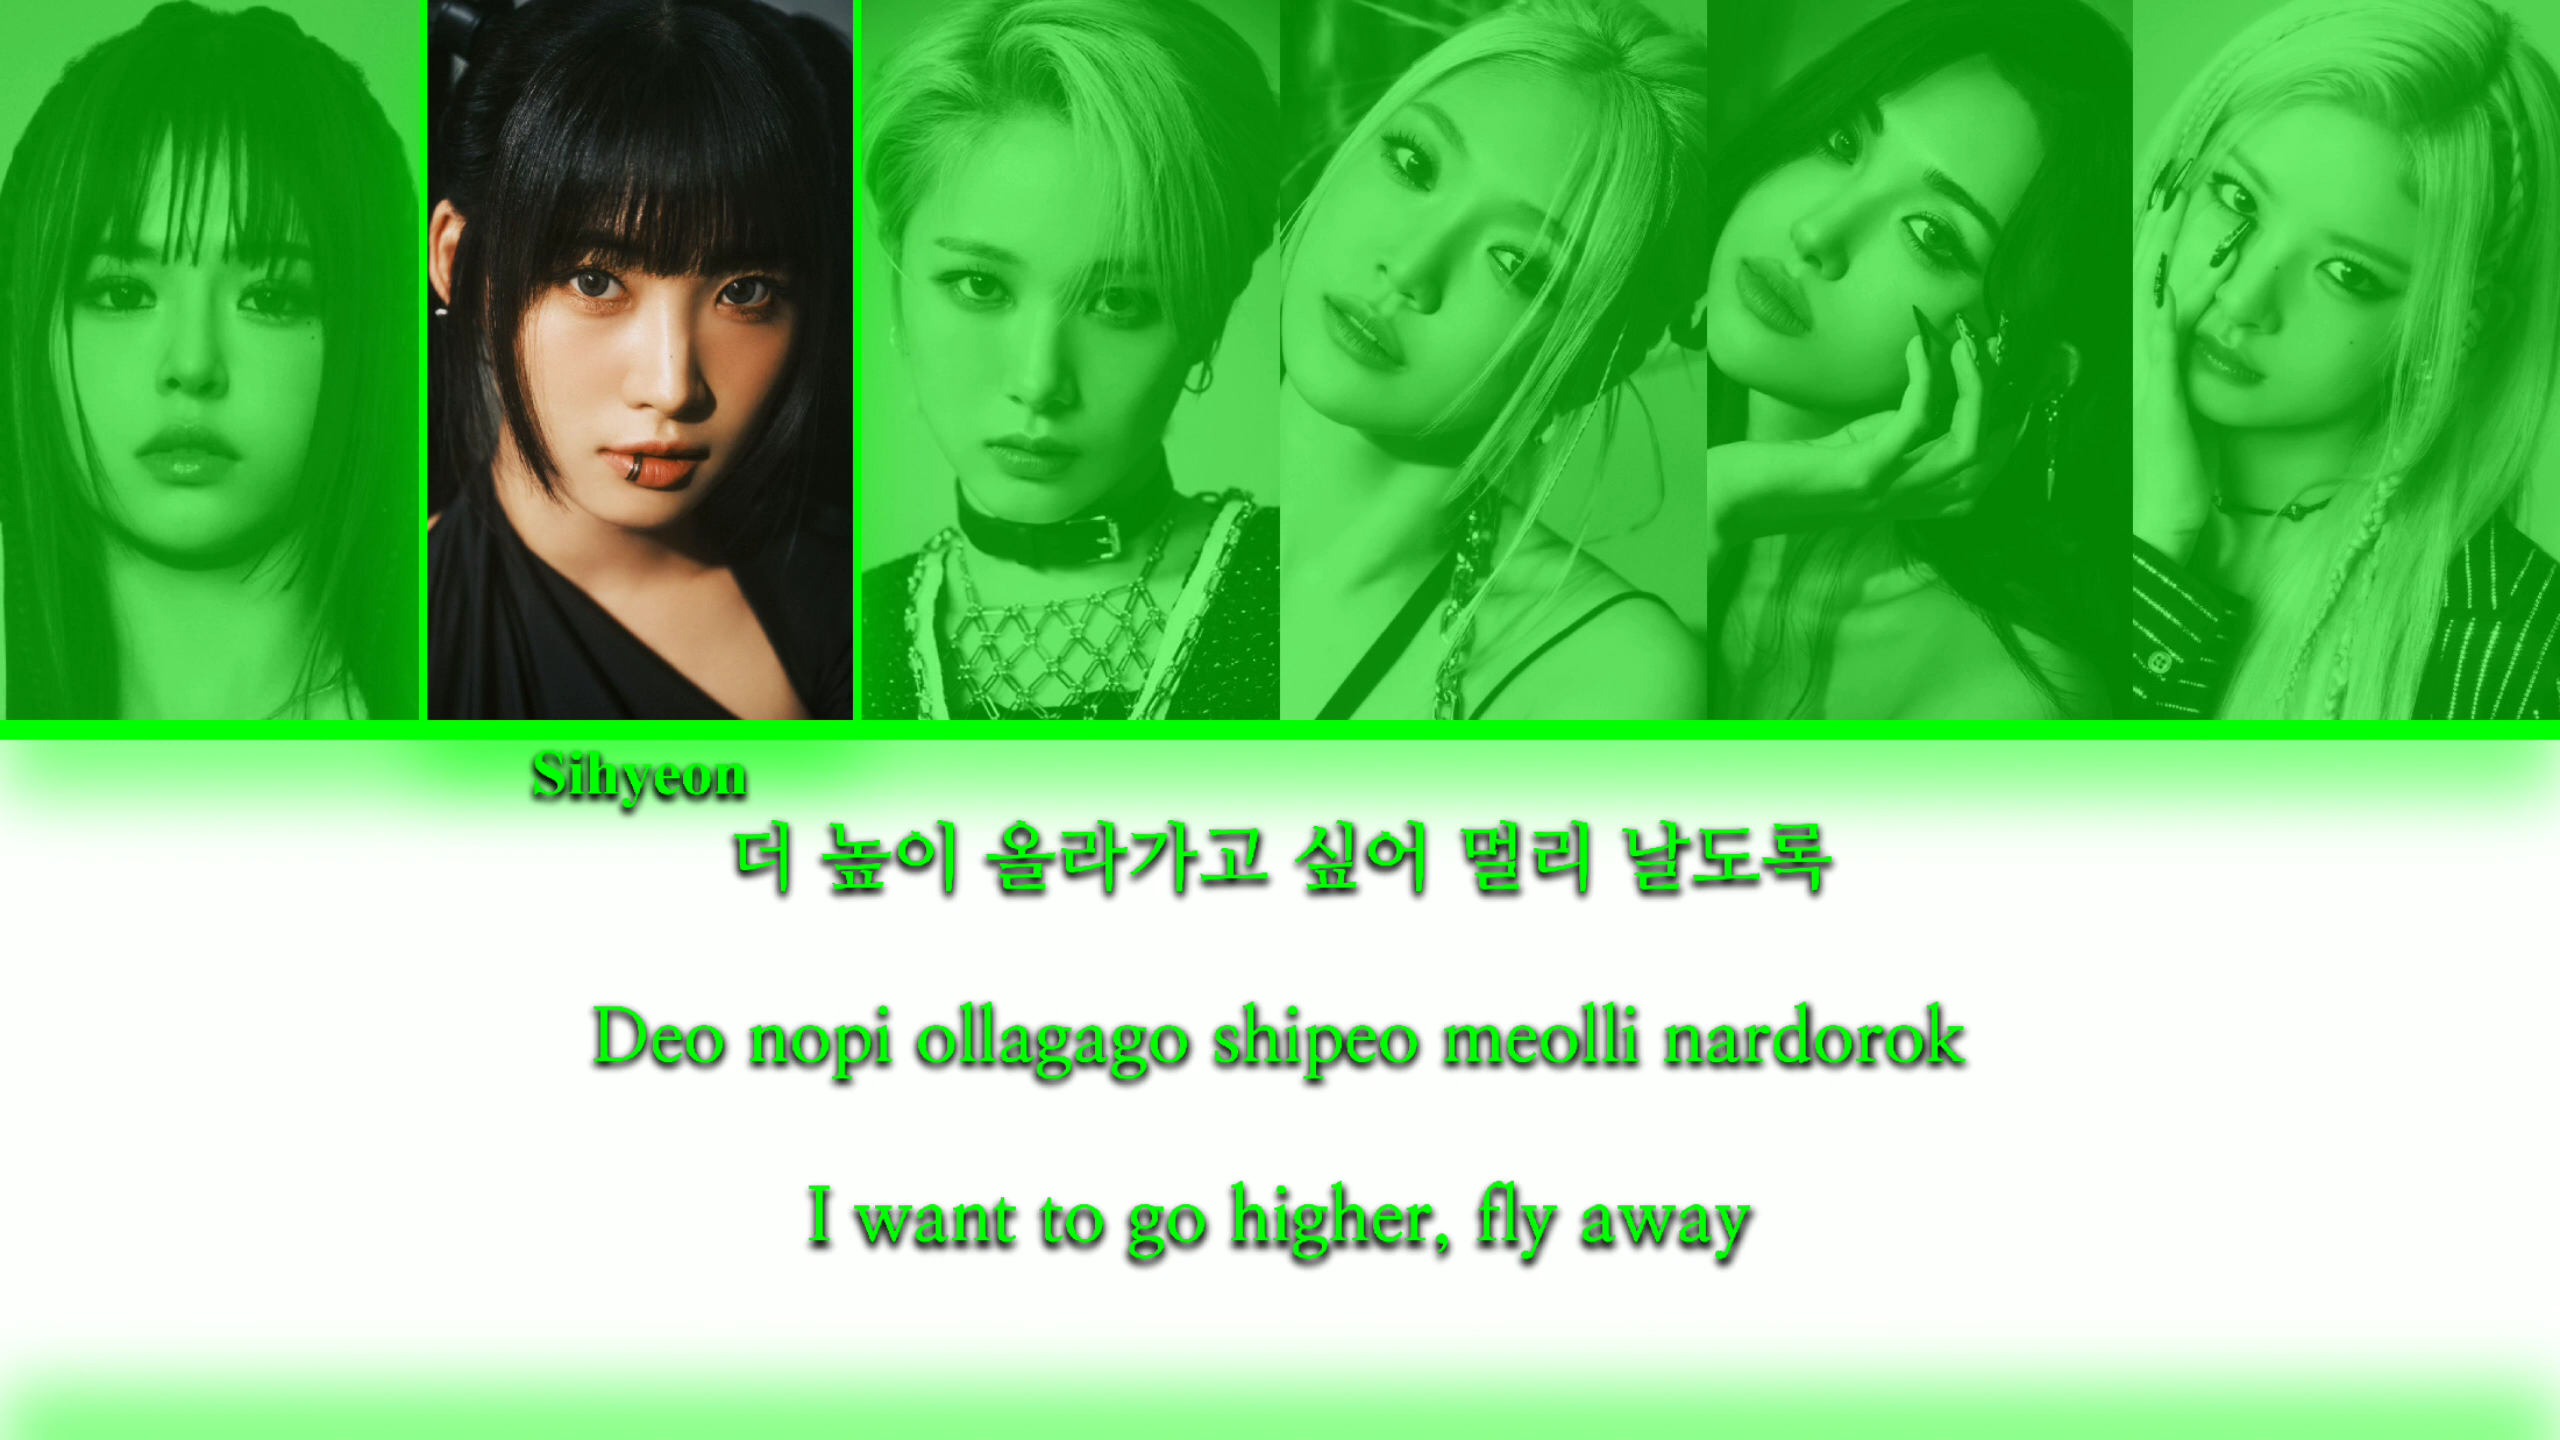 Sihyeon
더 높이 올라가고 싶어 멀리 날도록
Deo nopi ollagago shipeo meolli nardorok
I want to go higher, fly away